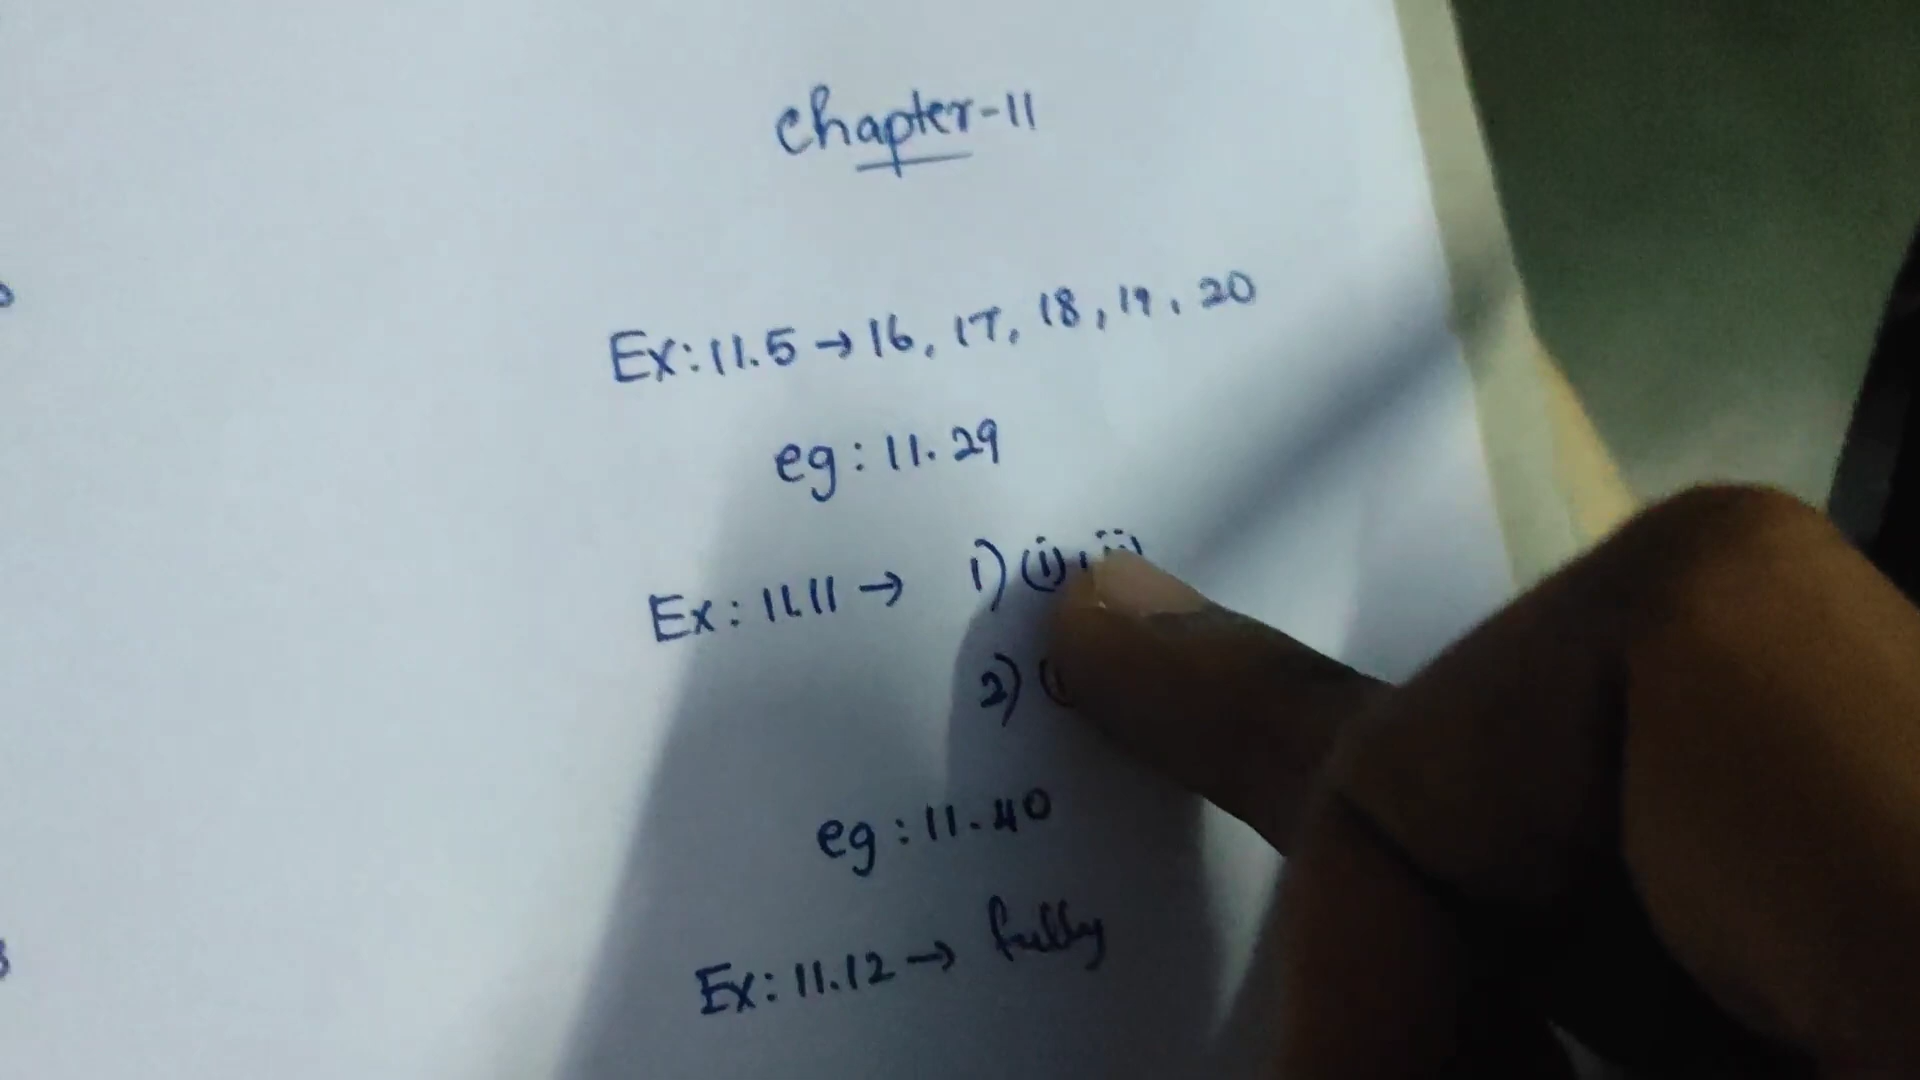 Chapter-11
Ex: 11.5 → 16, 17, 18, 19, 20
eg: 11.29
Ex: 11.11 → 1) (i), ii)
2)
eg: 11.40
Ex: 11.12 → fully